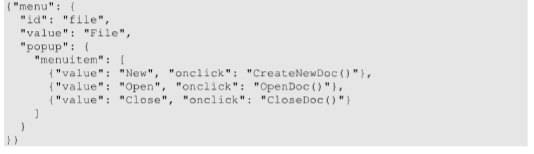 {"menu": {
  "id": "file",
  "value": "File",
  "popup": {
    "menuitem": [
      {"value": "New", "onclick": "CreateNewDoc()"},
      {"value": "Open", "onclick": "OpenDoc()"},
      {"value": "Close", "onclick": "CloseDoc()"}
    ]
  }
}}